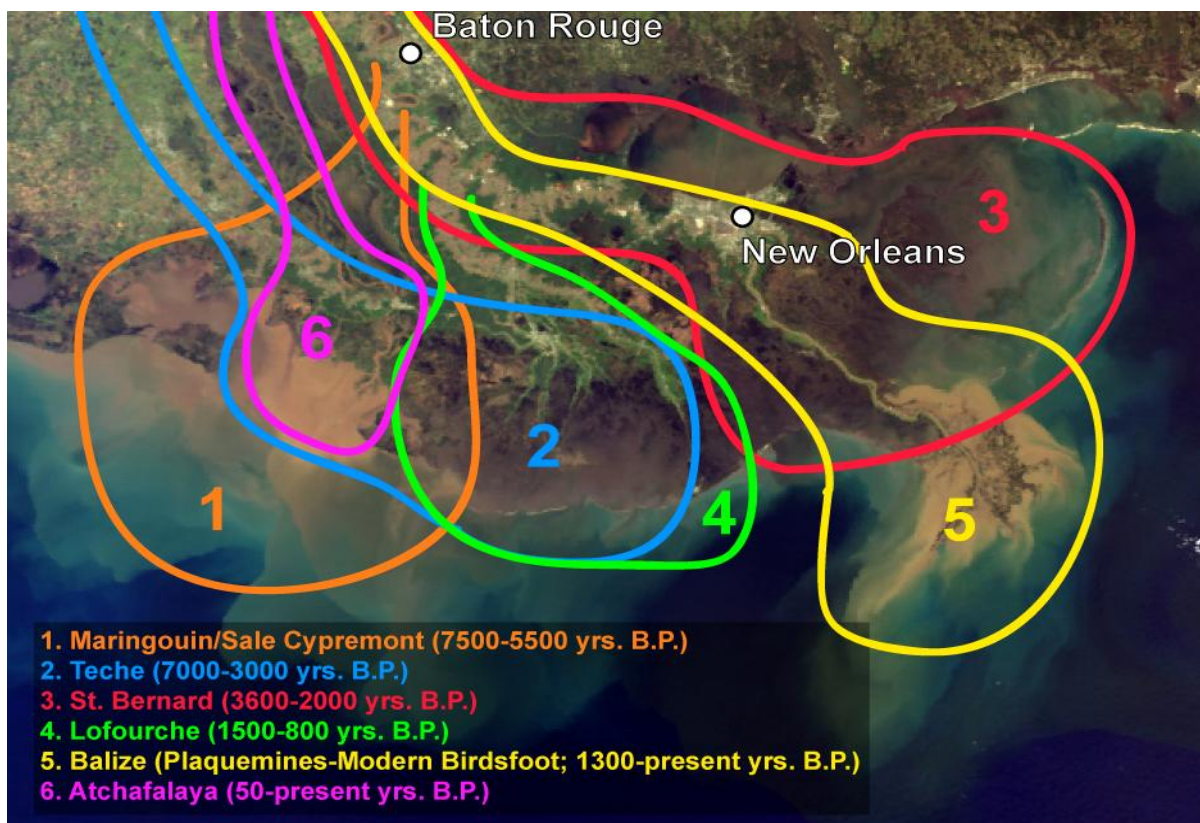 Baton Rouge
3
New Orleans
6
2
1
4
5
1. Maringouin/Sale Cypremont (7500-5500 yrs. B.P.)
2. Teche (7000-3000 yrs. B.P.)
3. St. Bernard (3600-2000 yrs. B.P.)
4. Lofourche (1500-800 yrs. B.P.)
5. Balize (Plaquemines-Modern Birdsfoot; 1300-present yrs. B.P.)
6. Atchafalaya (50-present yrs. B.P.)